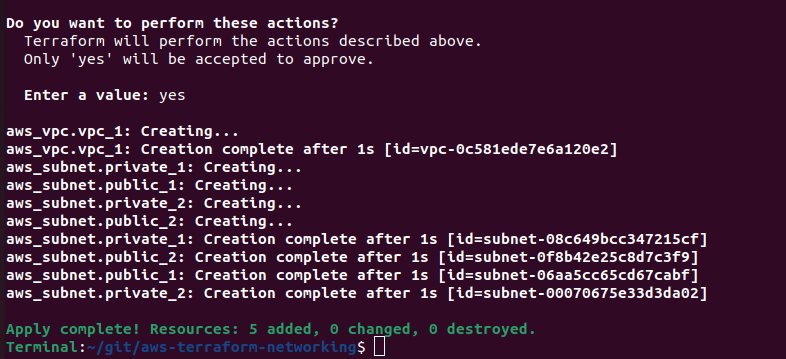 Do you want to perform these actions?
Terraform will perform the actions described above.
Only 'yes' will be accepted to approve.
Enter a value: yes
aws_vpc.vpc_1: Creating...
aws_vpc.vpc_1: Creation complete after 1s [id=vpc-0c581ede7e6a120e2]
aws_subnet.private_1: Creating...
aws_subnet.public_1: Creating...
aws_subnet.private_2: Creating...
aws_subnet.public_2: Creating...
aws_subnet.private_1: Creation complete after 1s [id=subnet-08c649bcc347215cf]
aws_subnet.public_2: Creation complete after 1s [id=subnet-0f8b42e25c8d7c3f9]
aws_subnet.public_1: Creation complete after 1s [id=subnet-06aa5cc65cd67cabf]
aws_subnet.private_2: Creation complete after 1s [id=subnet-00070675e33d3da02]
Apply complete! Resources: 5 added, 0 changed, 0 destroyed.
Terminal:~/git/aws-terraform-networking$